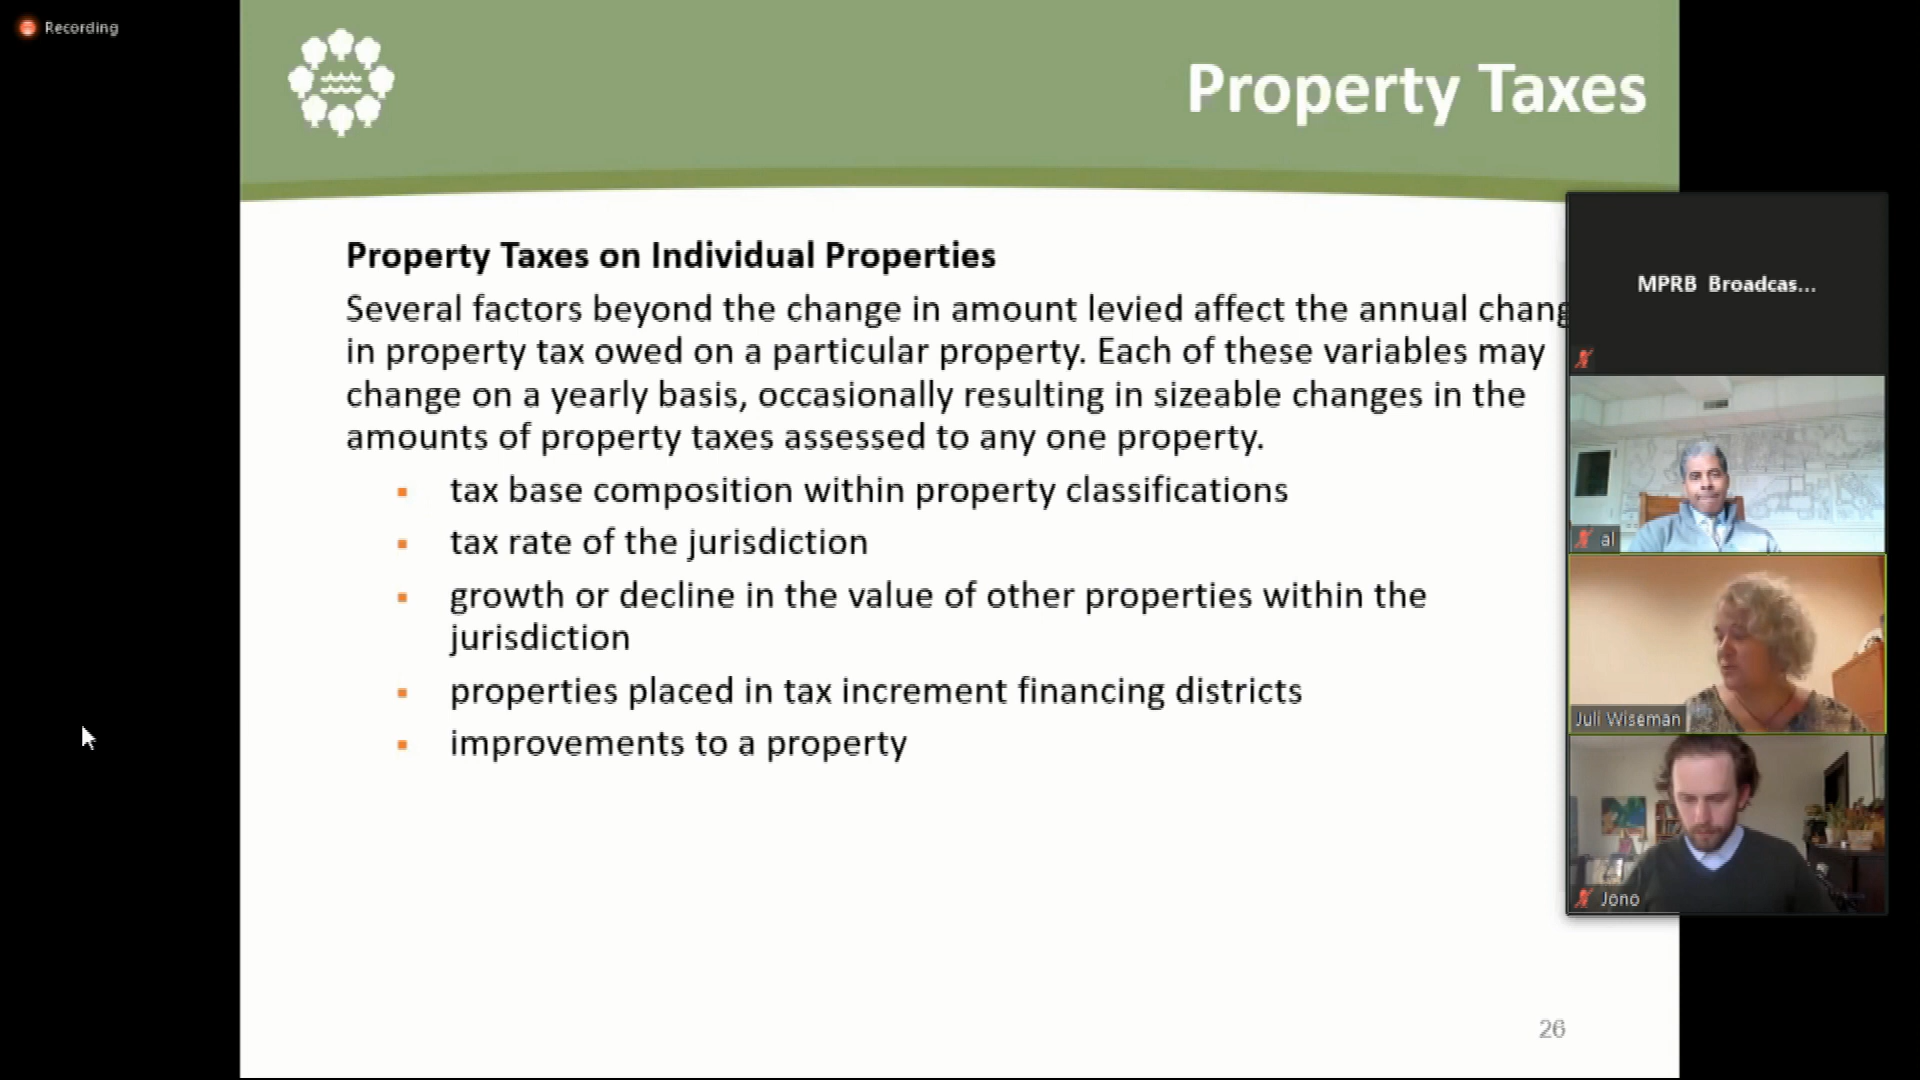 Recording
Property Taxes
Property Taxes on Individual Properties
Several factors beyond the change in amount levied affect the annual chang
in property tax owed on a particular property. Each of these variables may
change on a yearly basis, occasionally resulting in sizeable changes in the
amounts of property taxes assessed to any one property.
▪ tax base composition within property classifications
▪ tax rate of the jurisdiction
▪ growth or decline in the value of other properties within the
jurisdiction
▪ properties placed in tax increment financing districts
▪ improvements to a property
26
MPRB Broadcas...
al
Juli Wiseman
Jono